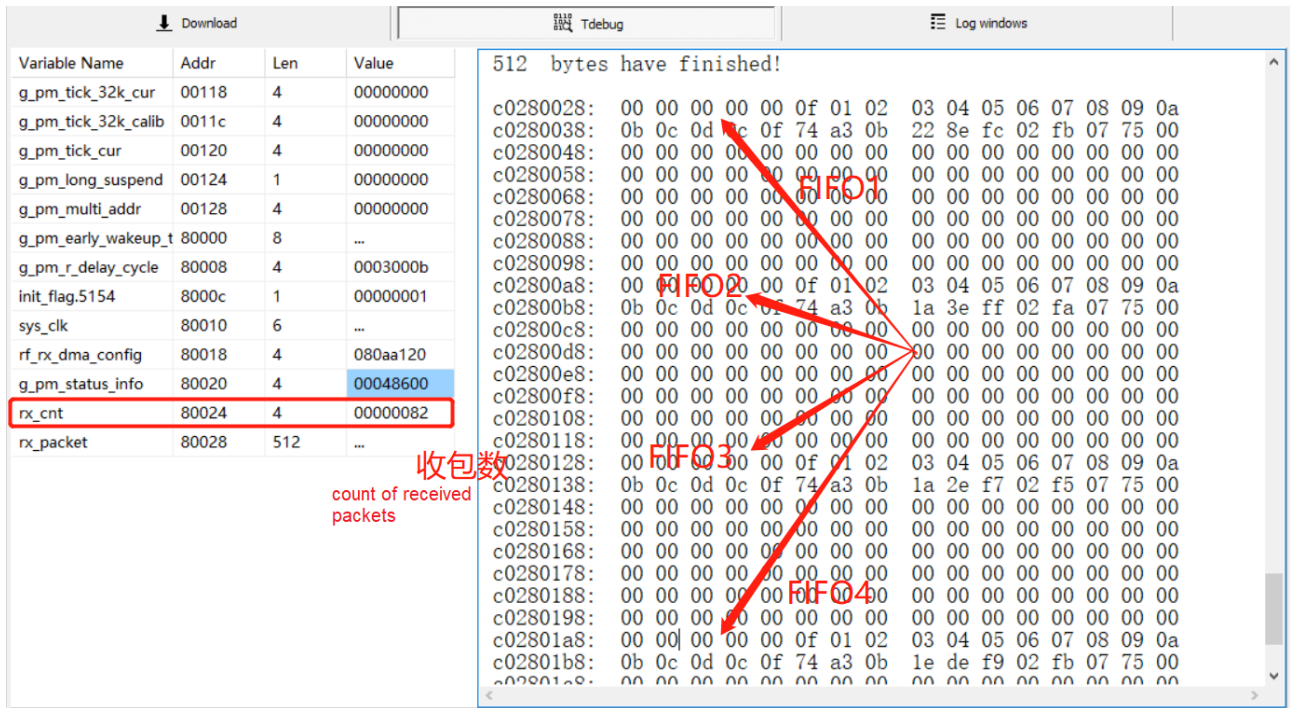 Download
Tdebug
Log windows
Variable Name Addr Len Value
g_pm_tick_32k_cur 00118 4 00000000
g_pm_tick_32k_calib 0011c 4 00000000
g_pm_tick_cur 00120 4 00000000
g_pm_long_suspend 00124 1 00000000
g_pm_multi_addr 00128 4 00000000
g_pm_early_wakeup_t 80000 8 ...
g_pm_r_delay_cycle 80008 4 0003000b
init_flag.5154 8000c 1 00000001
sys_clk 80010 6 ...
rf_rx_dma_config 80018 4 080aa120
g_pm_status_info 80020 4 00048600
rx_cnt 80024 4 00000082
rx_packet 80028 512 ...
收包数
count of received
packets
512 bytes have finished!
c0280028: 00 00 00 00 00 0f 01 02 03 04 05 06 07 08 09 0a
c0280038: 0b 0c 0d 0c 0f 74 a3 0b 22 8e fc 02 fb 07 75 00
c0280048: 00 00 00 00 00 00 00 00 00 00 00 00 00 00 00 00
c0280058: 00 00 00 00 00 00 00 00 00 00 00 00 00 00 00 00
c0280068: 00 00 00 00 00 00 00 00 00 00 00 00 00 00 00 00
c0280078: 00 00 00 00 00 00 00 00 00 00 00 00 00 00 00 00
c0280088: 00 00 00 00 00 00 00 00 00 00 00 00 00 00 00 00
c0280098: 00 00 00 00 00 00 00 00 00 00 00 00 00 00 00 00
c02800a8: 00 00 00 00 00 0f 01 02 03 04 05 06 07 08 09 0a
c02800b8: 0b 0c 0d 0c 0f 74 a3 0b 1a 3e ff 02 fa 07 75 00
c02800c8: 00 00 00 00 00 00 00 00 00 00 00 00 00 00 00 00
c02800d8: 00 00 00 00 00 00 00 00 00 00 00 00 00 00 00 00
c02800e8: 00 00 00 00 00 00 00 00 00 00 00 00 00 00 00 00
c02800f8: 00 00 00 00 00 00 00 00 00 00 00 00 00 00 00 00
c0280108: 00 00 00 00 00 00 00 00 00 00 00 00 00 00 00 00
c0280118: 00 00 00 00 00 00 00 00 00 00 00 00 00 00 00 00
c0280128: 00 00 00 00 00 0f 01 02 03 04 05 06 07 08 09 0a
c0280138: 0b 0c 0d 0c 0f 74 a3 0b 1a 2e f7 02 f5 07 75 00
c0280148: 00 00 00 00 00 00 00 00 00 00 00 00 00 00 00 00
c0280158: 00 00 00 00 00 00 00 00 00 00 00 00 00 00 00 00
c0280168: 00 00 00 00 00 00 00 00 00 00 00 00 00 00 00 00
c0280178: 00 00 00 00 00 00 00 00 00 00 00 00 00 00 00 00
c0280188: 00 00 00 00 00 00 00 00 00 00 00 00 00 00 00 00
c0280198: 00 00 00 00 00 00 00 00 00 00 00 00 00 00 00 00
c02801a8: 00 00 00 00 00 0f 01 02 03 04 05 06 07 08 09 0a
c02801b8: 0b 0c 0d 0c 0f 74 a3 0b 1e de f9 02 fb 07 75 00
FIFO1
FIFO2
FIFO3
FIFO4